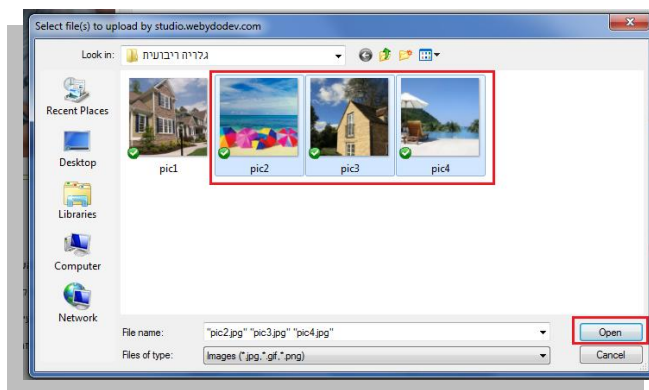 Select file(s) to upload by studio.webydodev.com
Look in: גלריה ריבועית
Recent Places
Desktop
Libraries
Computer
Network
pic1 pic2 pic3 pic4
File name: "pic2.jpg" "pic3.jpg" "pic4.jpg" Open
Files of type: Images (*.jpg,*.gif,*.png) Cancel